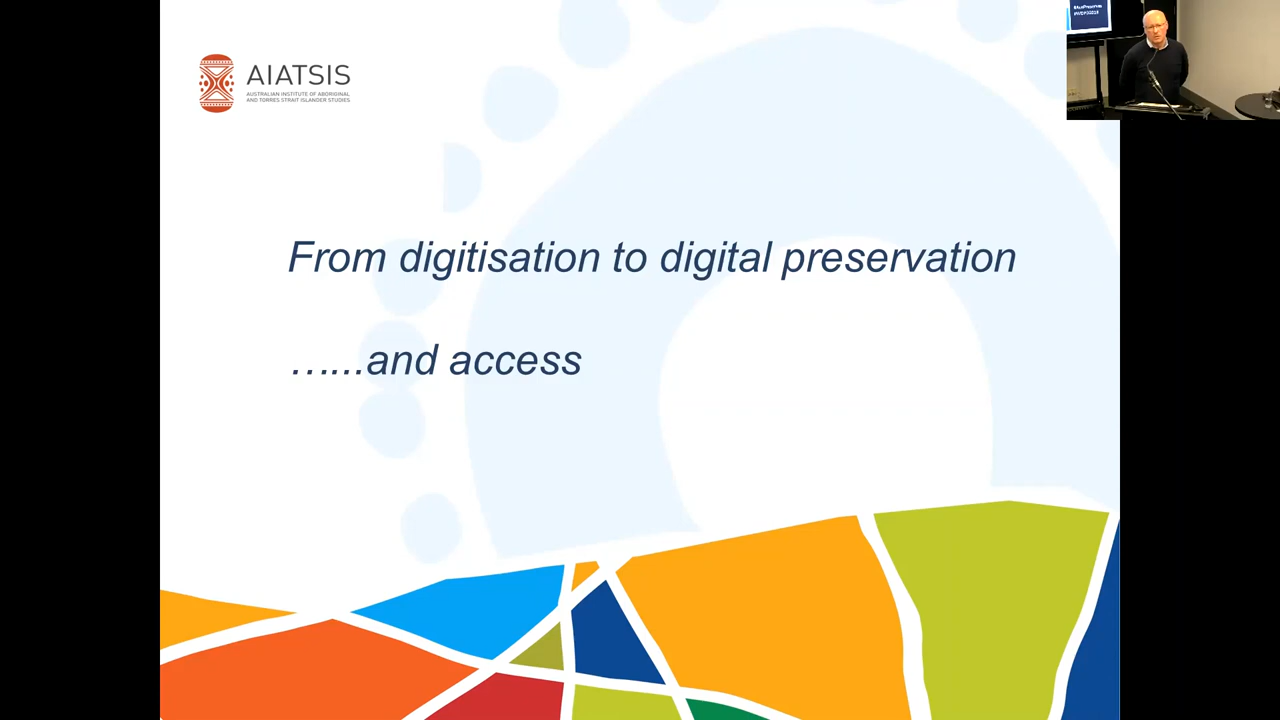 AIATSIS
AUSTRALIAN INSTITUTE OF ABORIGINAL
AND TORRES STRAIT ISLANDER STUDIES
From digitisation to digital preservation
…...and access